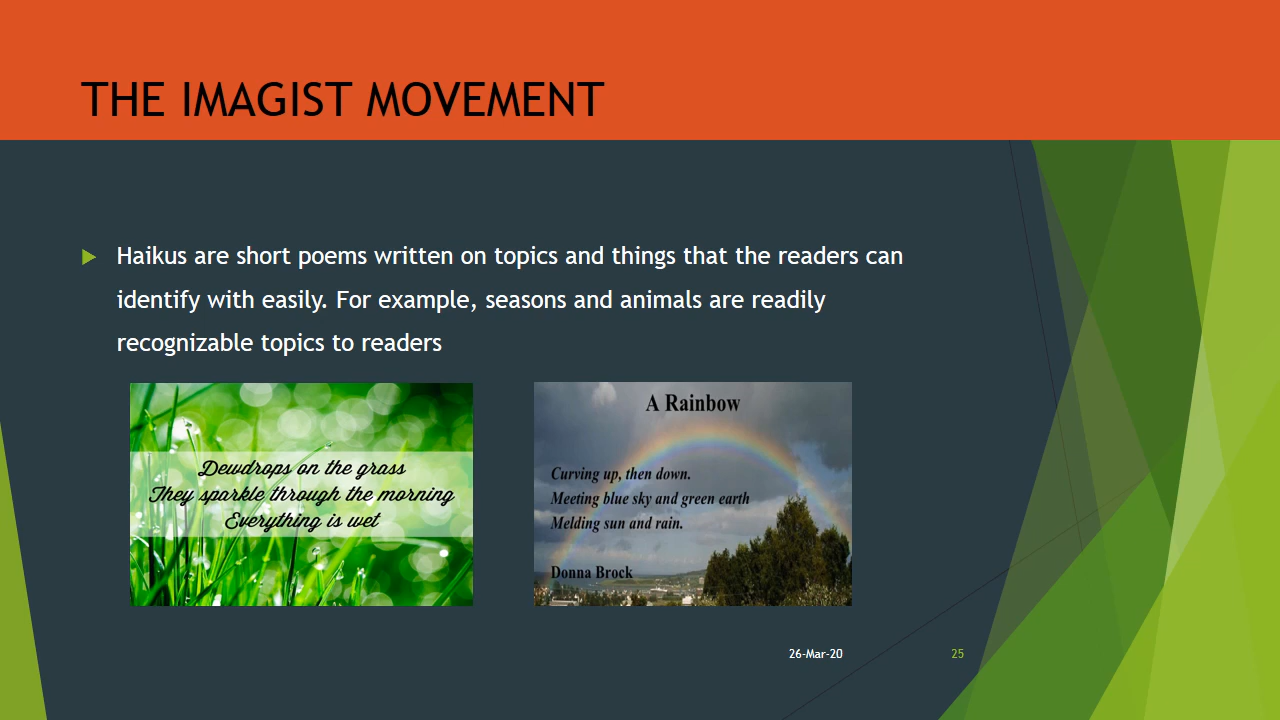 THE IMAGIST MOVEMENT
Haikus are short poems written on topics and things that the readers can
identify with easily. For example, seasons and animals are readily
recognizable topics to readers
Dewdrops on the grass
They sparkle through the morning
Everything is wet
A Rainbow
Curving up, then down.
Meeting blue sky and green earth
Melding sun and rain.
Donna Brock
26-Mar-20
25